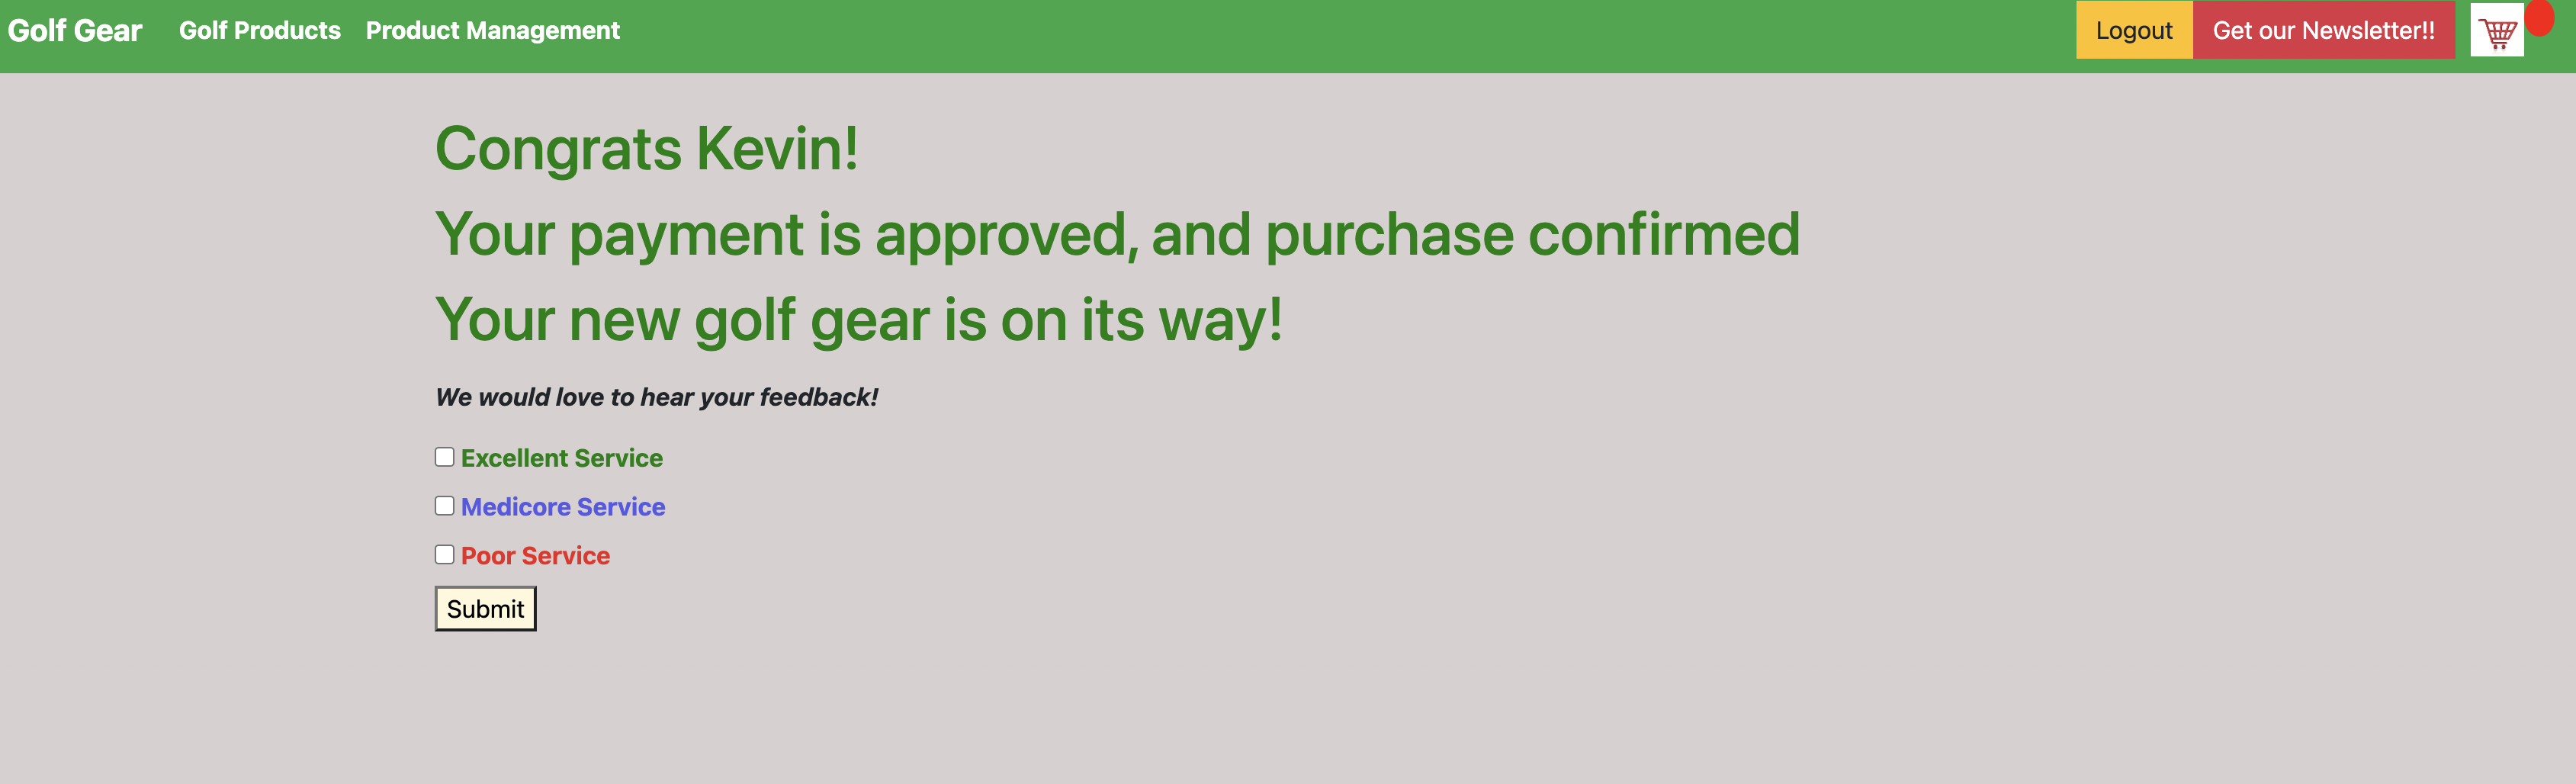 Golf Gear Golf Products Product Management Logout Get our Newsletter!!
Congrats Kevin!
Your payment is approved, and purchase confirmed
Your new golf gear is on its way!
We would love to hear your feedback!
Excellent Service
Medicore Service
Poor Service
Submit